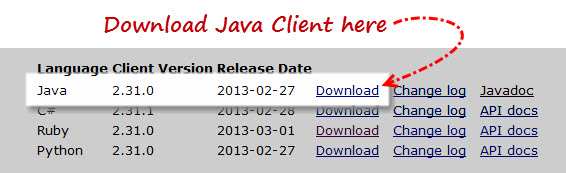 Download Java Client here
Language Client Version Release Date
Java 2.31.0 2013-02-27 Download Change log Javadoc
C# 2.31.1 2013-02-28 Download Change log API docs
Ruby 2.31.0 2013-03-01 Download Change log API docs
Python 2.31.0 2013-02-27 Download Change log API docs